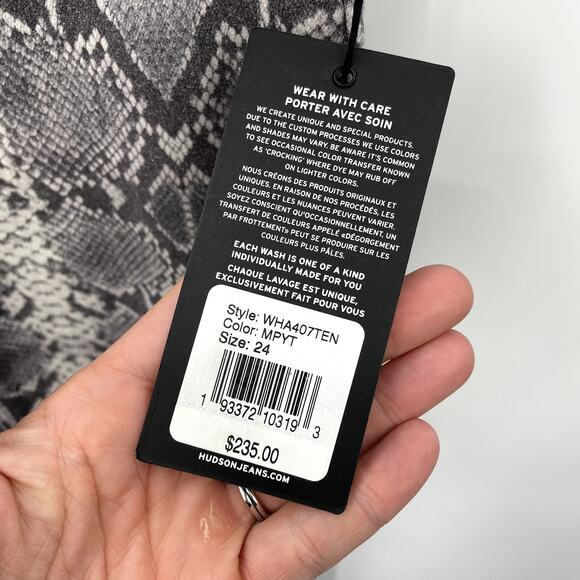 WEAR WITH CARE
PORTER AVEC SOIN
WE CREATE UNIQUE AND SPECIAL PRODUCTS.
DUE TO THE CUSTOM PROCESSES WE USE COLORS
AND SHADES MAY VARY. BE AWARE IT'S COMMON
TO SEE OCCASIONAL COLOR TRANSFER KNOWN
AS 'CROCKING' WHERE DYE MAY RUB OFF
ON LIGHTER COLORS.
NOUS CRÉONS DES PRODUITS ORIGINAUX ET
UNIQUES. EN RAISON DE NOS PROCÉDÉS, LES
COULEURS ET LES NUANCES PEUVENT VARIER.
SOYEZ CONSCIENT QU'OCCASIONNELLEMENT, UN
TRANSFERT DE COULEURS APPELÉ «DÉGORGEMENT
PAR FROTTEMENT» PEUT SE PRODUIRE SUR LES
COULEURS PLUS PÂLES.
EACH WASH IS ONE OF A KIND
INDIVIDUALLY MADE FOR YOU
CHAQUE LAVAGE EST UNIQUE,
EXCLUSIVEMENT FAIT POUR VOUS
Style: WHA407TEN
Color: MPYT
Size: 24
1 93372 10319 3
$235.00
HUDSONJEANS.COM